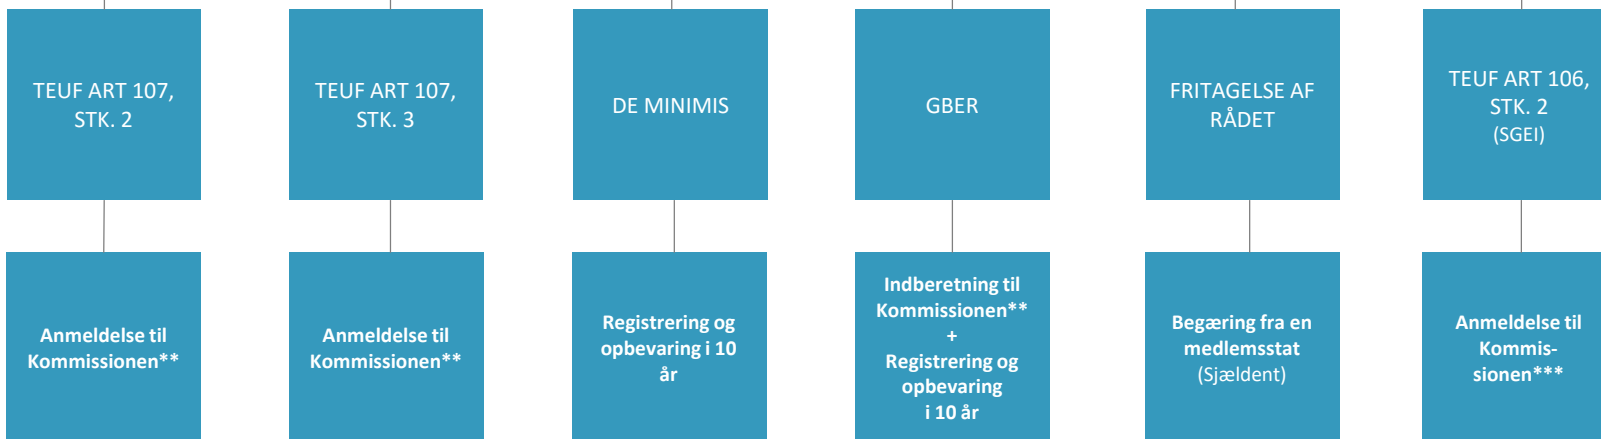 TEUF ART 107,
STK. 2
TEUF ART 107,
STK. 3
DE MINIMIS
GBER
FRITAGELSE AF
RÅDET
TEUF ART 106,
STK. 2
(SGEI)
Anmeldelse til
Kommissionen**
Anmeldelse til
Kommissionen**
Registrering og
opbevaring i 10
år
Indberetning til
Kommissionen**
+
Registrering og
opbevaring
i 10 år
Begæring fra en
medlemsstat
(Sjældent)
Anmeldelse til
Kommis-
sionen***